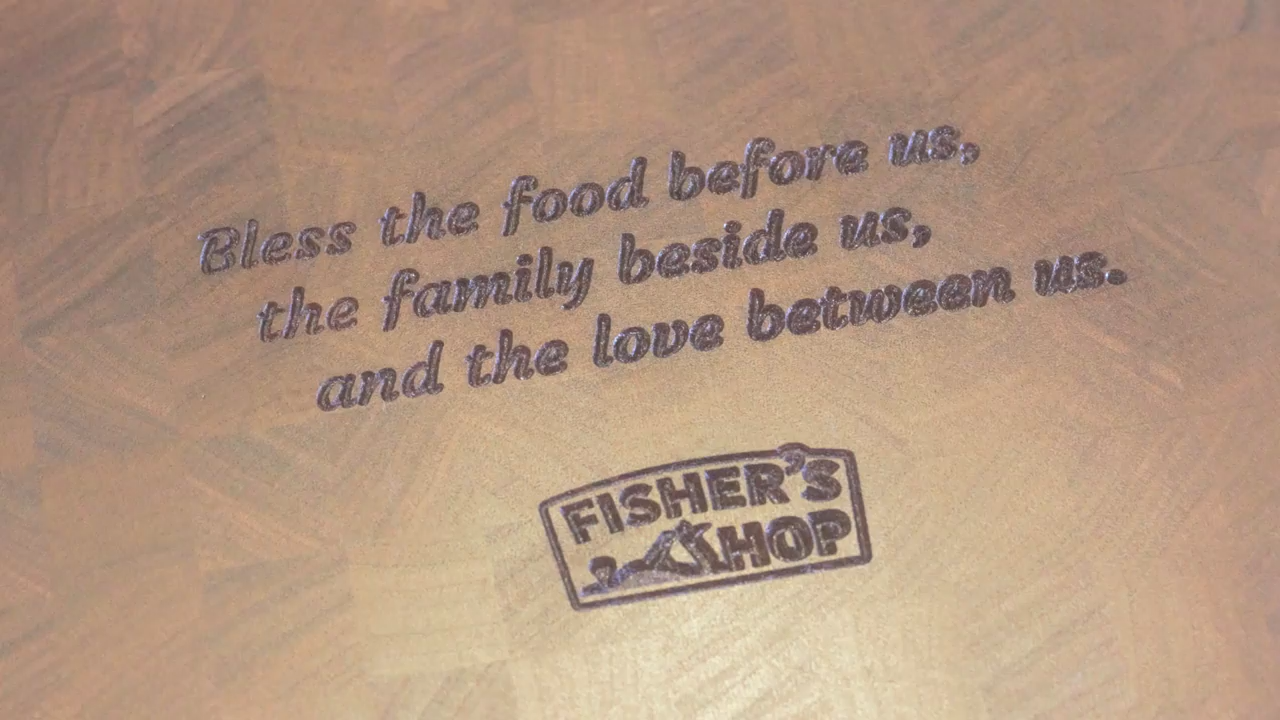 Bless the food before us,
the family beside us,
and the love between us.
FISHER'S
SHOP